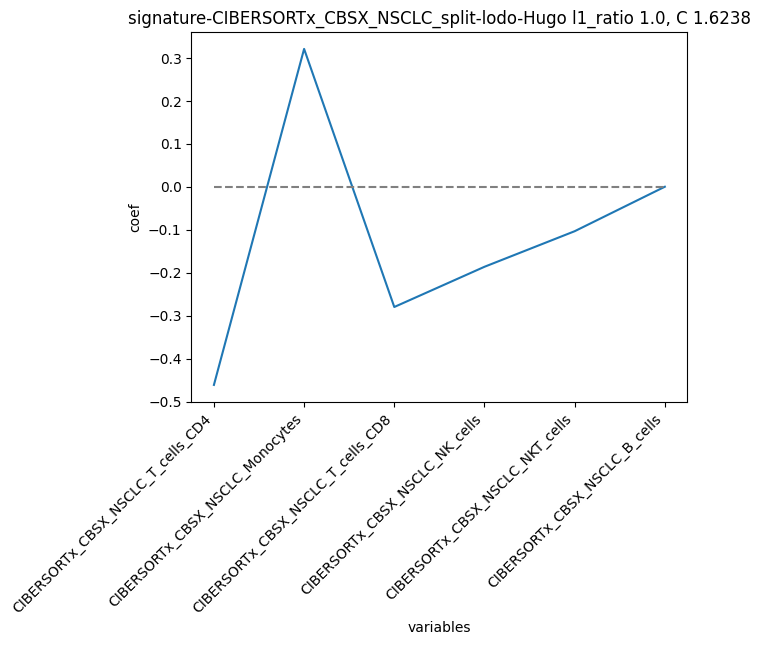 signature-CIBERSORTx_CBSX_NSCLC_split-lodo-Hugo l1_ratio 1.0, C 1.6238
0.3
0.2
0.1
0.0
−0.1
−0.2
−0.3
−0.4
−0.5
coef
CIBERSORTx_CBSX_NSCLC_T_cells_CD4
CIBERSORTx_CBSX_NSCLC_Monocytes
CIBERSORTx_CBSX_NSCLC_T_cells_CD8
CIBERSORTx_CBSX_NSCLC_NK_cells
CIBERSORTx_CBSX_NSCLC_NKT_cells
CIBERSORTx_CBSX_NSCLC_B_cells
variables